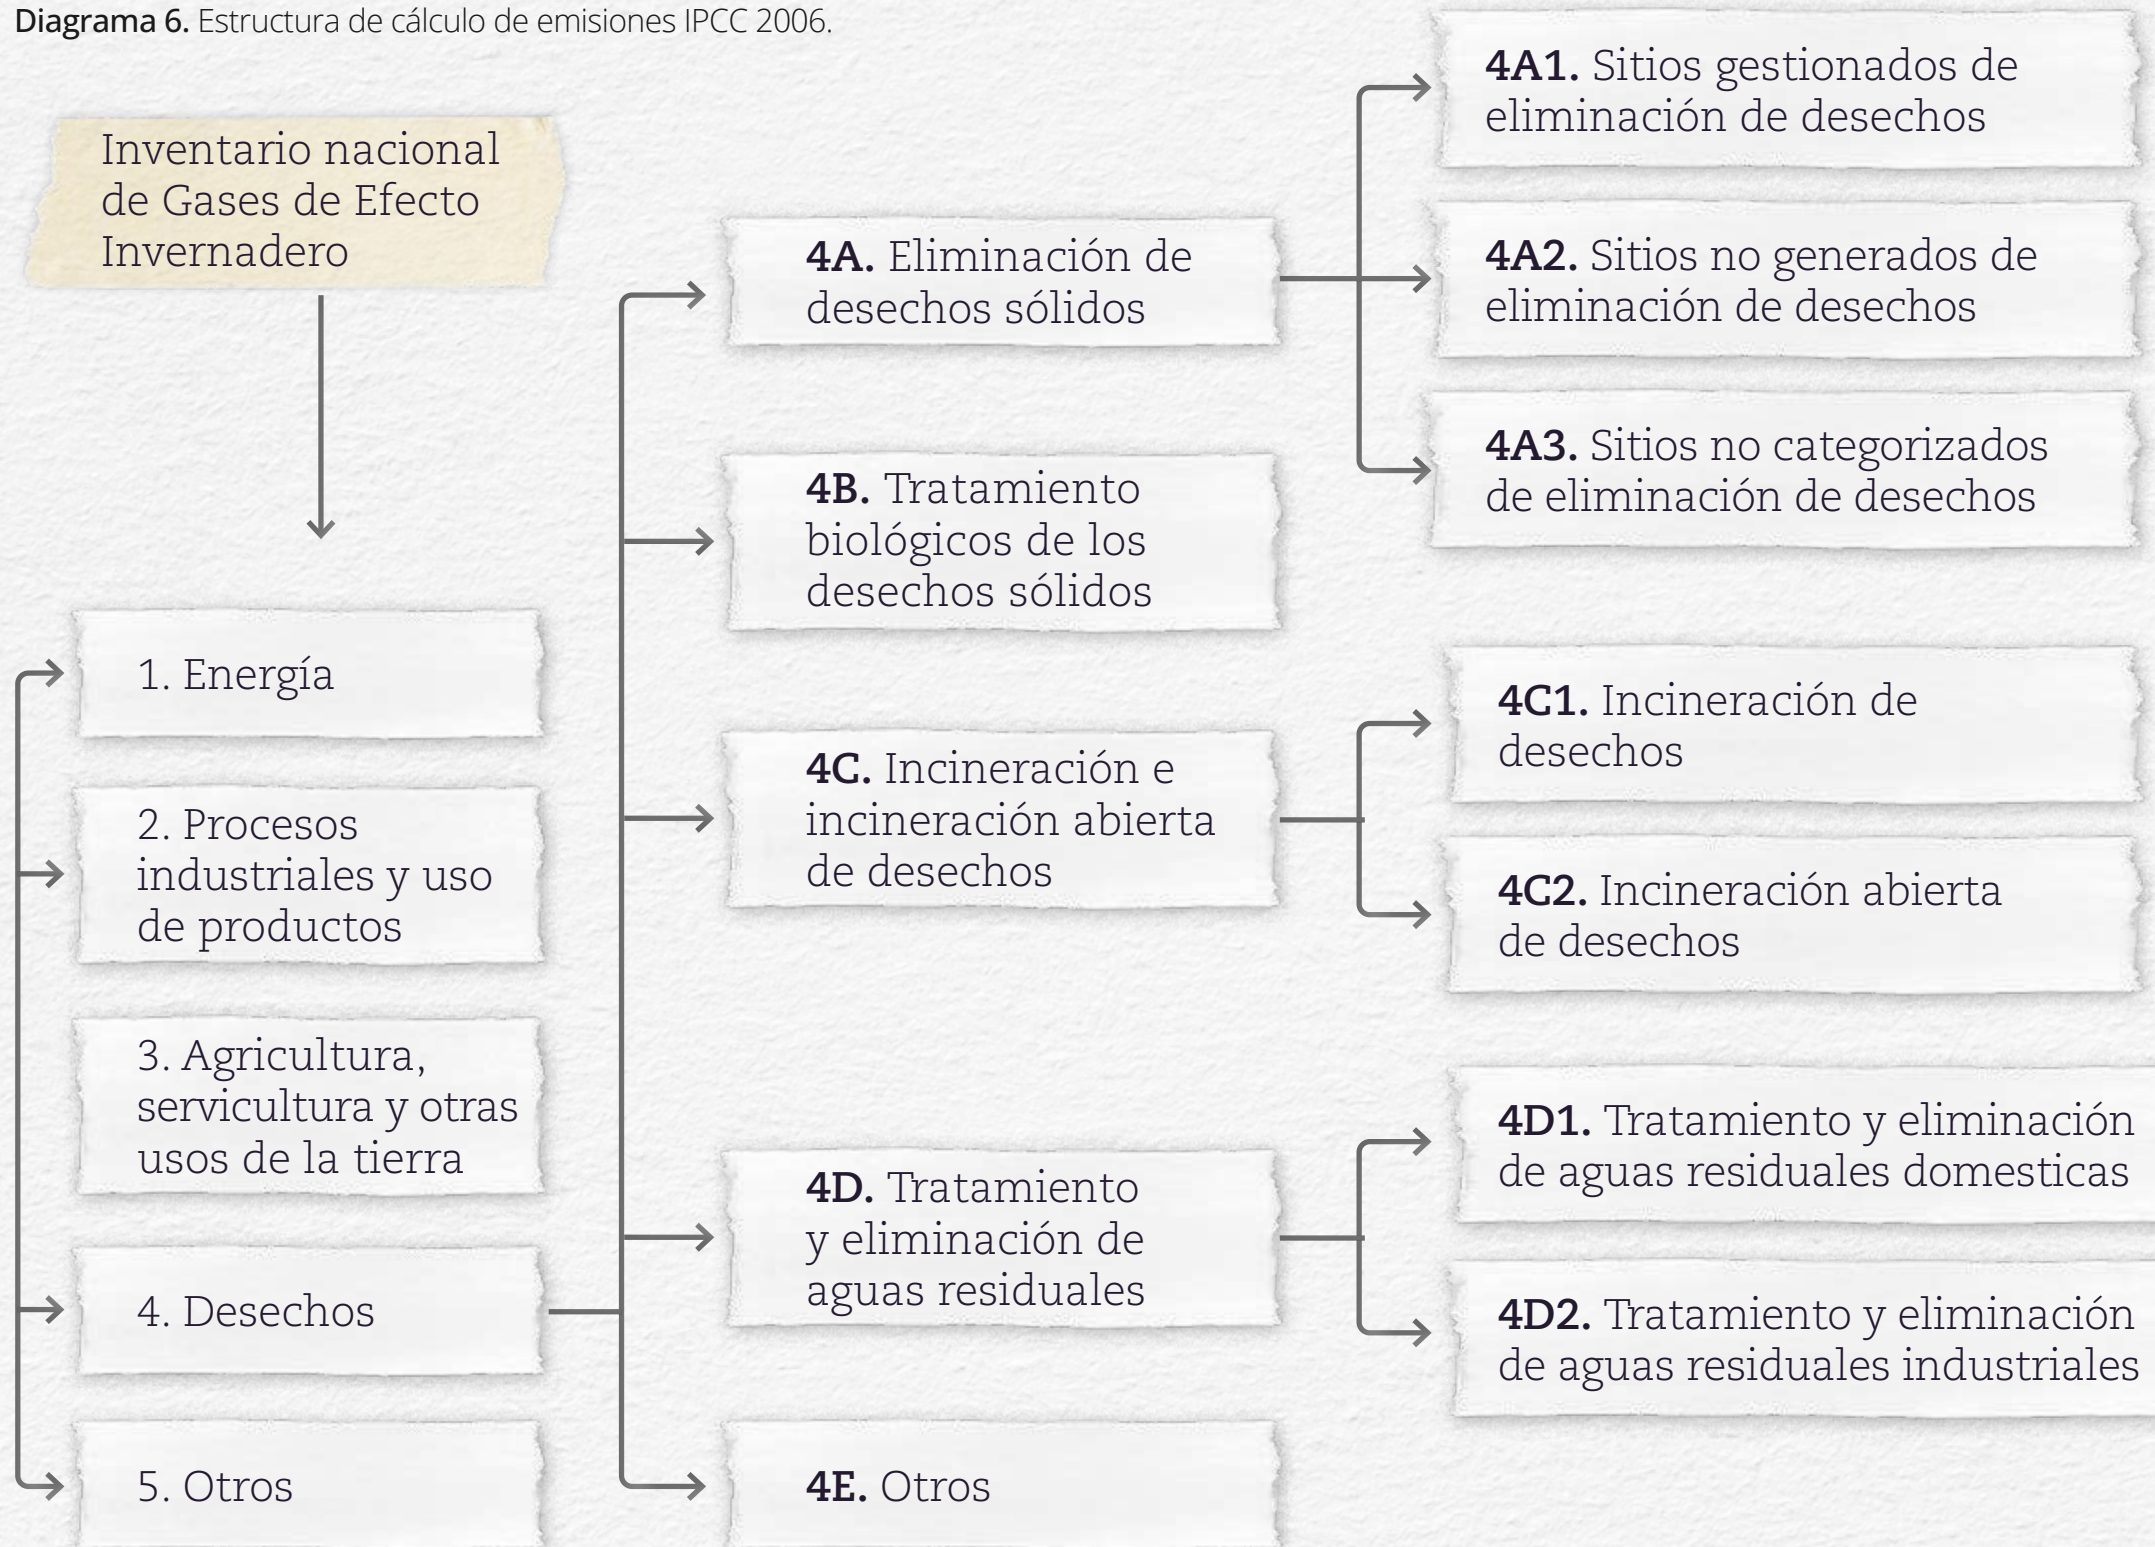 Diagrama 6. Estructura de cálculo de emisiones IPCC 2006.
Inventario nacional
de Gases de Efecto
Invernadero
1. Energía
2. Procesos
industriales y uso
de productos
3. Agricultura,
servicultura y otras
usos de la tierra
4. Desechos
5. Otros
4A. Eliminación de
desechos sólidos
4B. Tratamiento
biológicos de los
desechos sólidos
4C. Incineración e
incineración abierta
de desechos
4D. Tratamiento
y eliminación de
aguas residuales
4E. Otros
4A1. Sitios gestionados de
eliminación de desechos
4A2. Sitios no generados de
eliminación de desechos
4A3. Sitios no categorizados
de eliminación de desechos
4C1. Incineración de
desechos
4C2. Incineración abierta
de desechos
4D1. Tratamiento y eliminación
de aguas residuales domesticas
4D2. Tratamiento y eliminación
de aguas residuales industriales